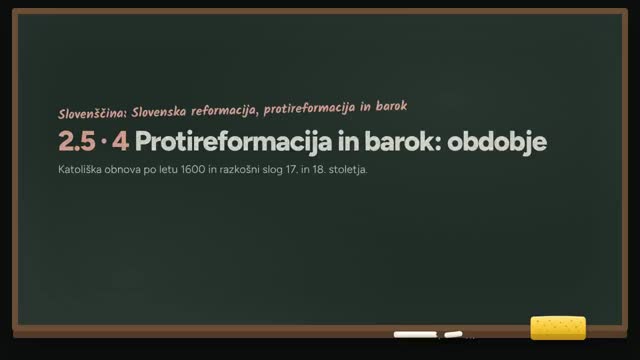 Slovenščina: Slovenska reformacija, protireformacija in barok
2.5 · 4 Protireformacija in barok: obdobje
Katoliška obnova po letu 1600 in razkošni slog 17. in 18. stoletja.